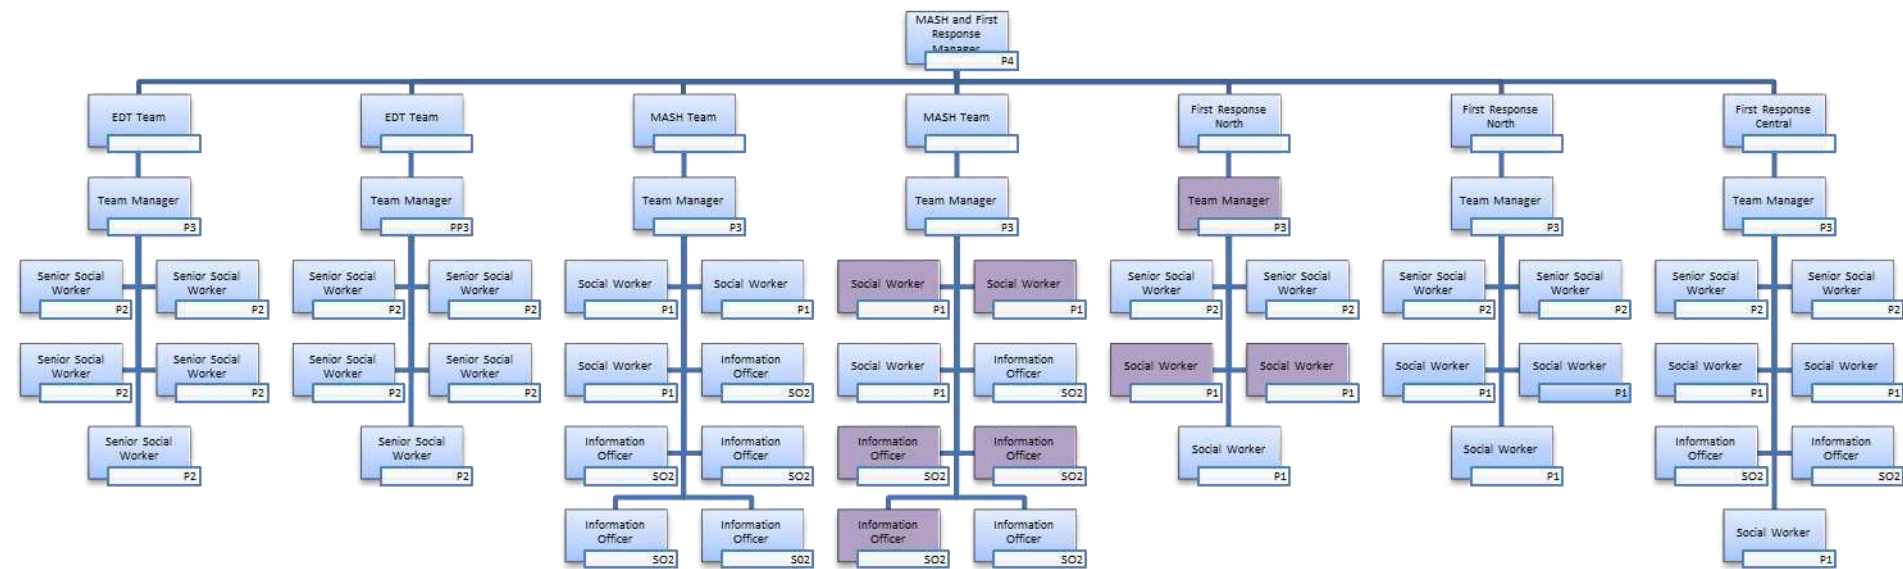 MASH and First
Response
Manager
P4
EDT Team
EDT Team
MASH Team
MASH Team
First Response
North
First Response
North
First Response
Central
Team Manager
P3
Team Manager
PP3
Team Manager
P3
Team Manager
P3
Team Manager
P3
Team Manager
P3
Team Manager
P3
Senior Social
Worker
P2
Senior Social
Worker
P2
Senior Social
Worker
P2
Senior Social
Worker
P2
Social Worker
P1
Social Worker
P1
Social Worker
P1
Social Worker
P1
Senior Social
Worker
P2
Senior Social
Worker
P2
Senior Social
Worker
P2
Senior Social
Worker
P2
Senior Social
Worker
P2
Senior Social
Worker
P2
Senior Social
Worker
P2
Senior Social
Worker
P2
Senior Social
Worker
P2
Senior Social
Worker
P2
Social Worker
P1
Information
Officer
SO2
Social Worker
P1
Information
Officer
SO2
Social Worker
P1
Social Worker
P1
Social Worker
P1
Social Worker
P1
Social Worker
P1
Social Worker
P1
Senior Social
Worker
P2
Senior Social
Worker
P2
Information
Officer
SO2
Information
Officer
SO2
Information
Officer
SO2
Information
Officer
SO2
Social Worker
P1
Social Worker
P1
Information
Officer
SO2
Information
Officer
SO2
Information
Officer
SO2
Information
Officer
S02
Information
Officer
SO2
Information
Officer
SO2
Social Worker
P1